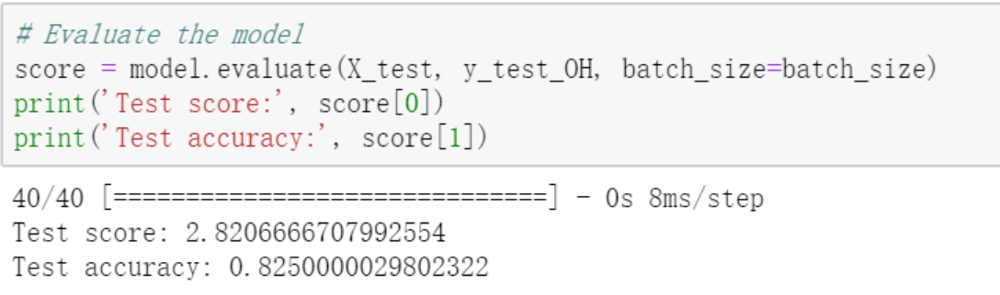 # Evaluate the model
score = model.evaluate(X_test, y_test_OH, batch_size=batch_size)
print('Test score:', score[0])
print('Test accuracy:', score[1])
40/40 [==============================] - 0s 8ms/step
Test score: 2.8206666707992554
Test accuracy: 0.8250000029802322